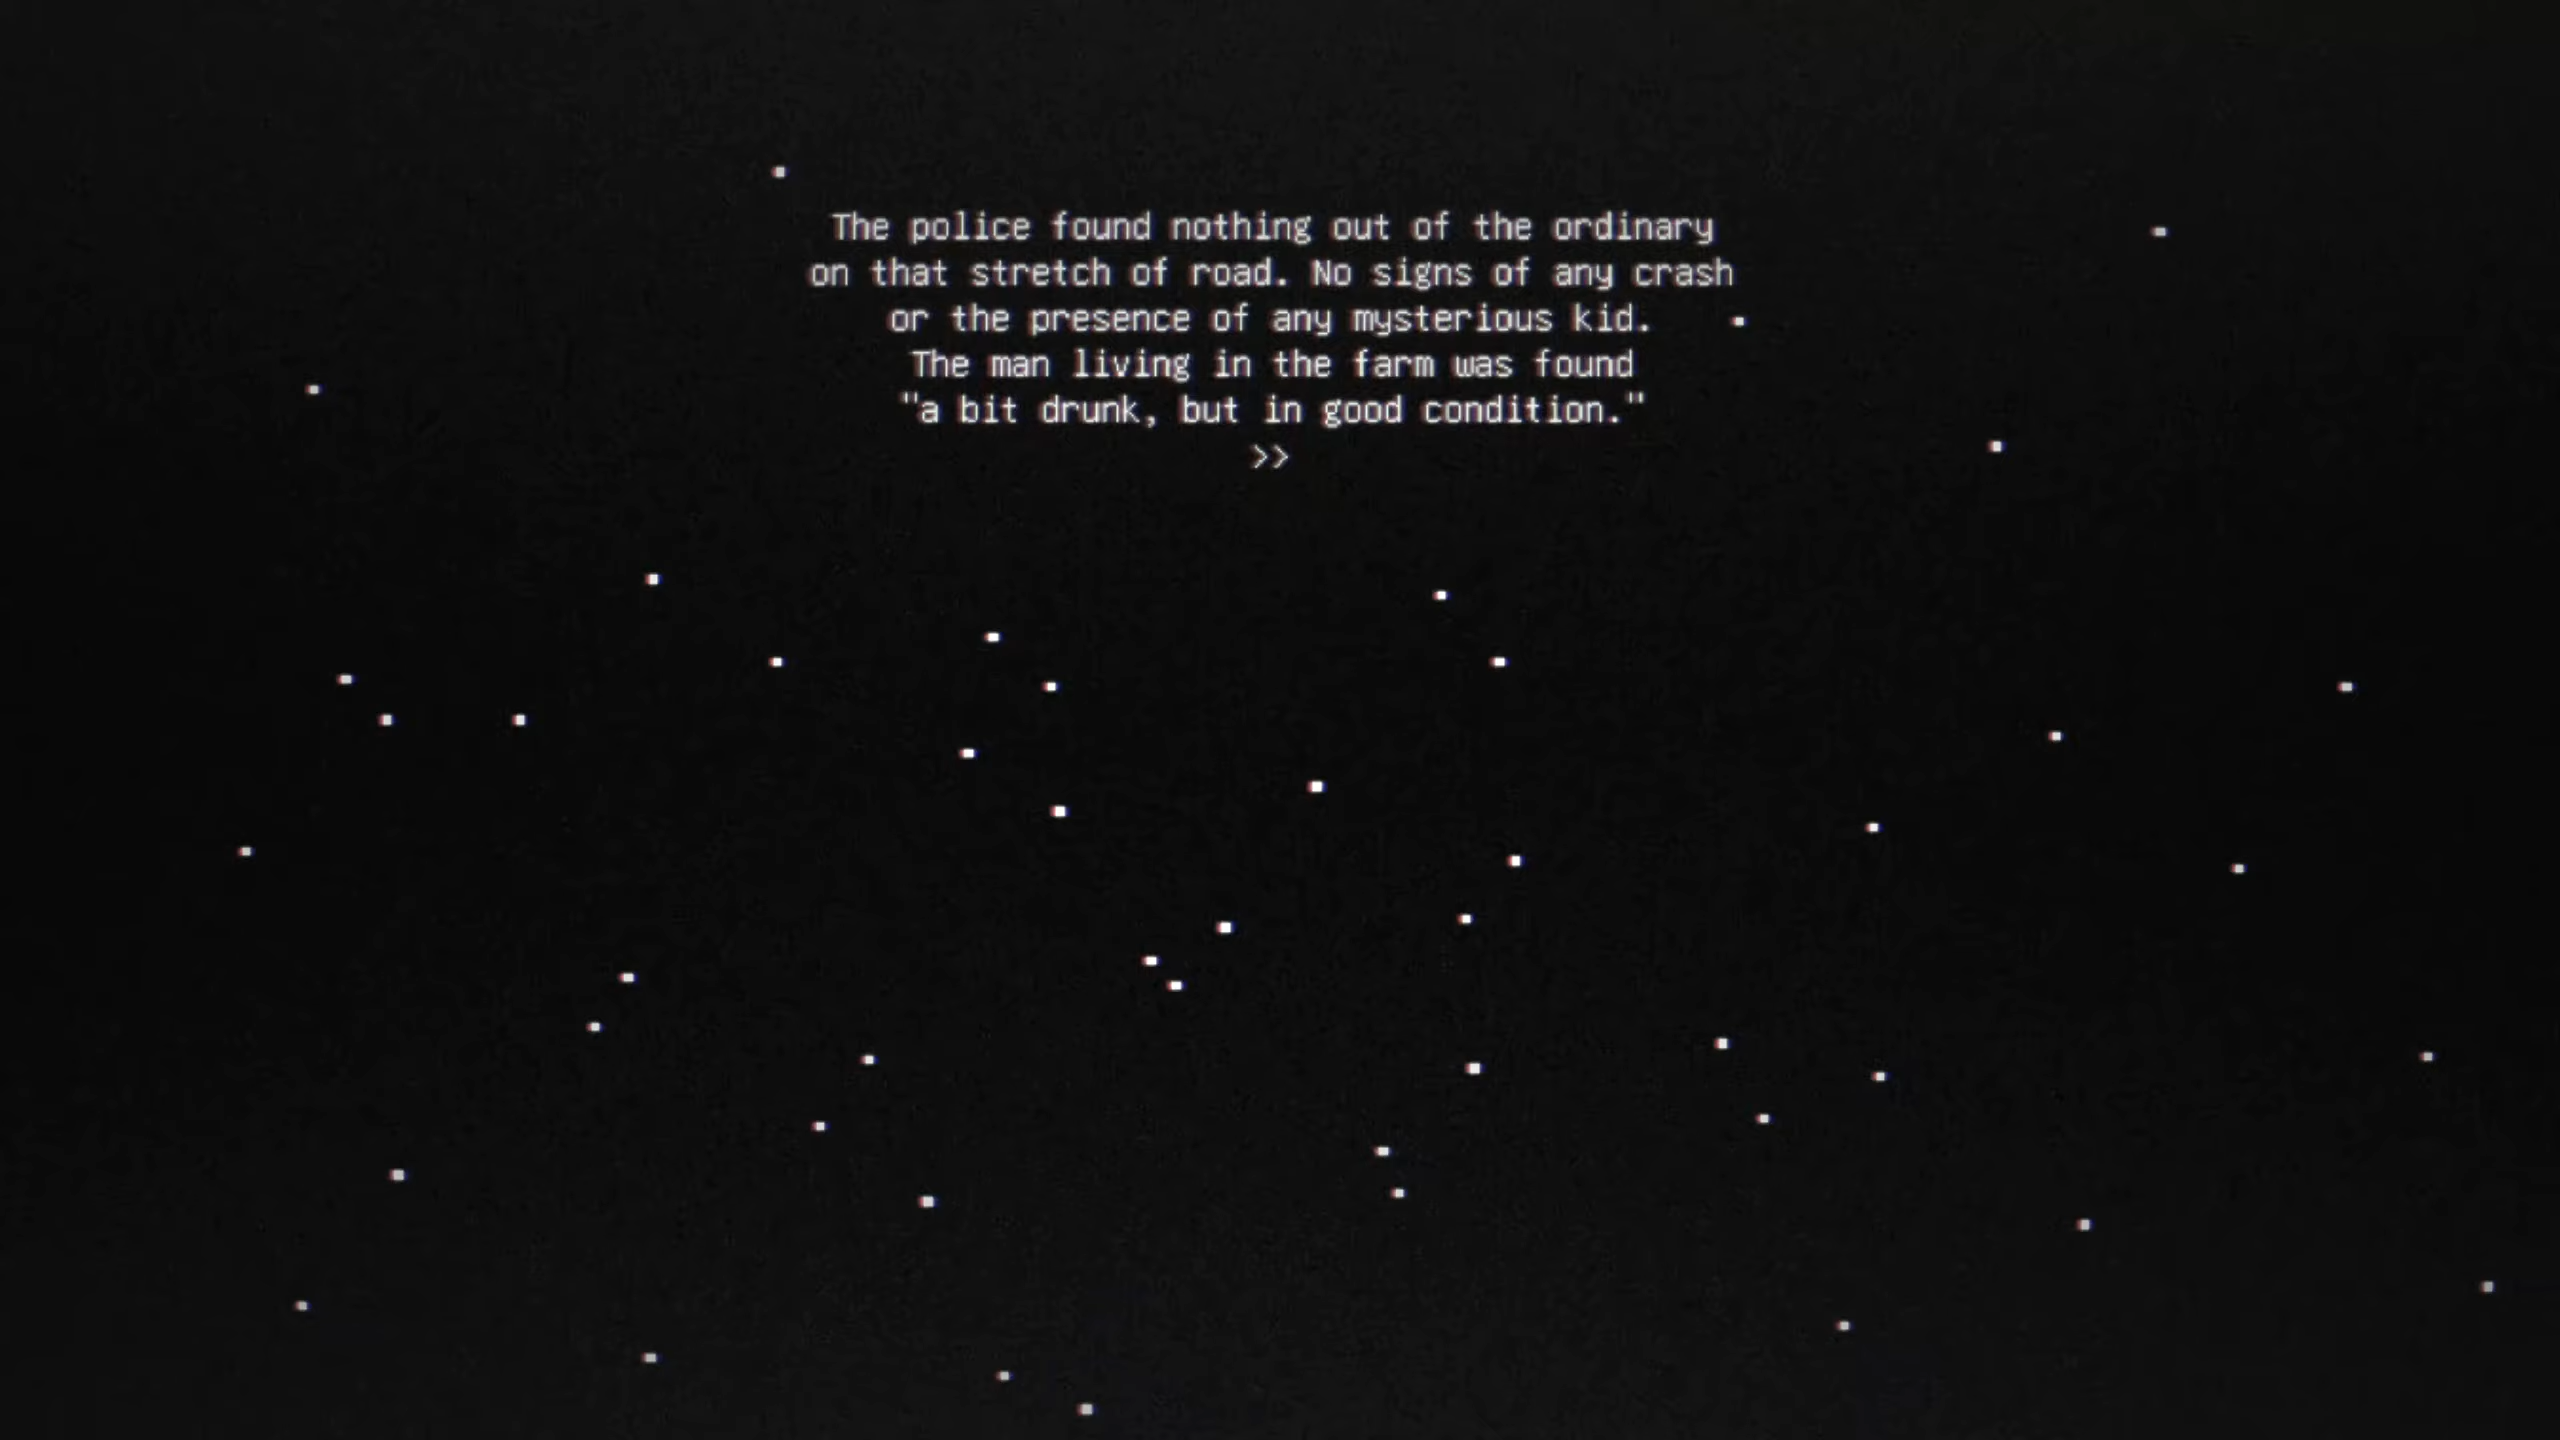 The police found nothing out of the ordinary
on that stretch of road. No signs of any crash
or the presence of any mysterious kid.
The man living in the farm was found
"a bit drunk, but in good condition."
>>